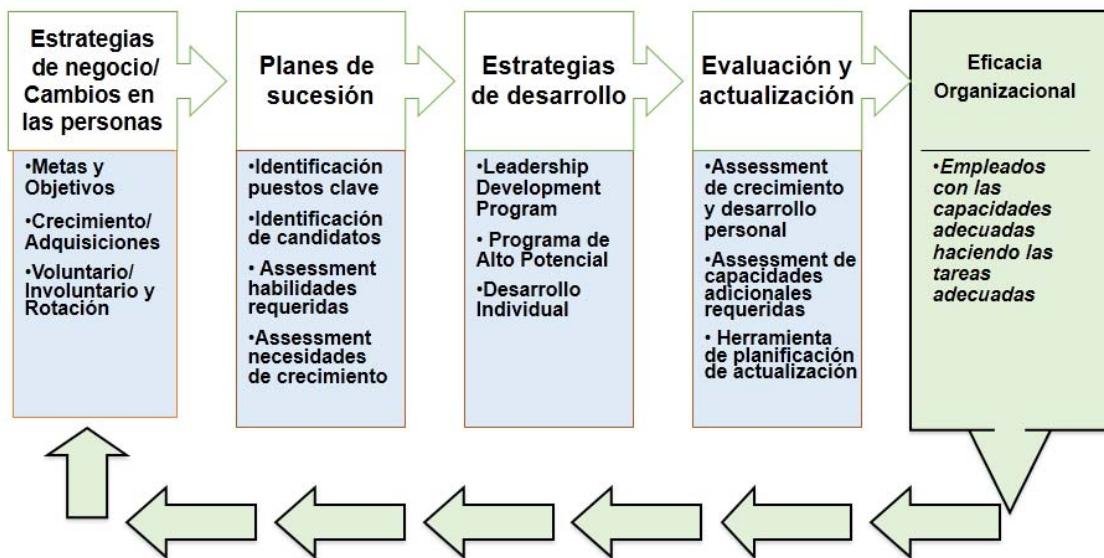 Estrategias
de negocio/
Cambios en
las personas
•Metas y
Objetivos
•Crecimiento/
Adquisiciones
•Voluntario/
Involuntario y
Rotación
Planes de
sucesión
•Identificación
puestos clave
•Identificación
de candidatos
• Assessment
habilidades
requeridas
•Assessment
necesidades
de crecimiento
Estrategias
de desarrollo
•Leadership
Development
Program
• Programa de
Alto Potencial
•Desarrollo
Individual
Evaluación y
actualización
•Assessment
de crecimiento
y desarrollo
personal
•Assessment de
capacidades
adicionales
requeridas
• Herramienta
de planificación
de actualización
Eficacia
Organizacional
•Empleados
con las
capacidades
adecuadas
haciendo las
tareas
adecuadas